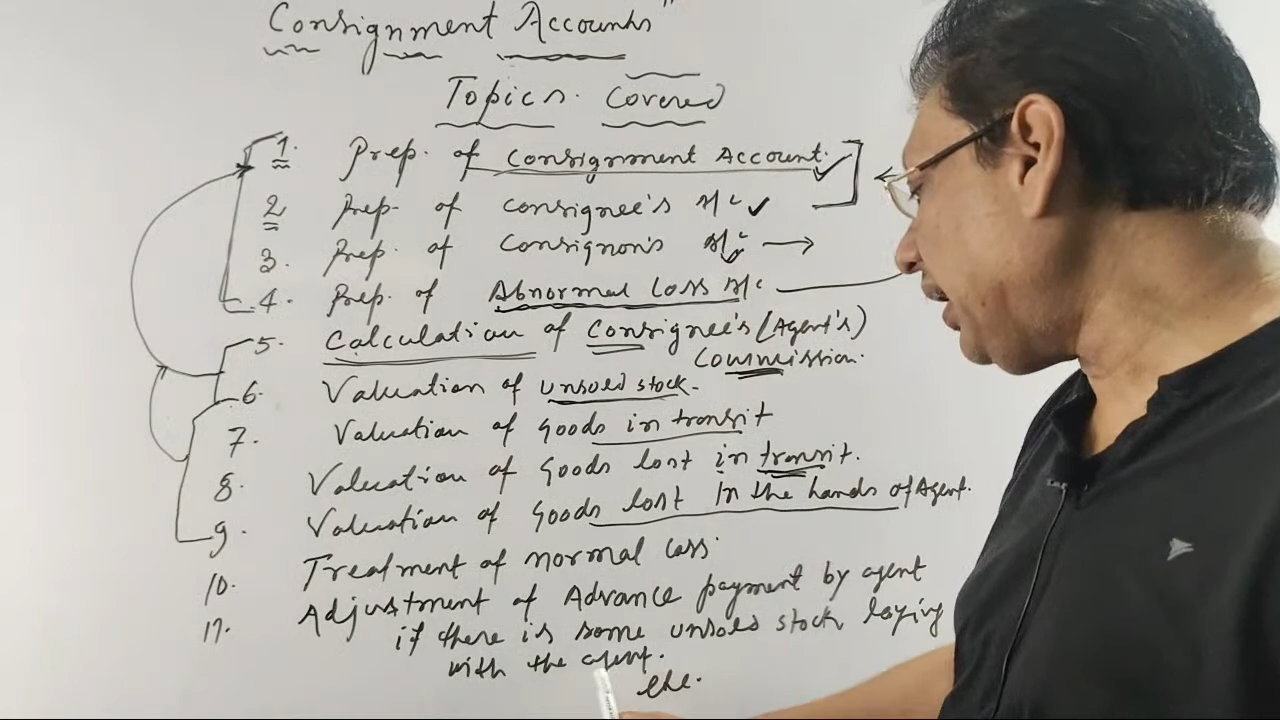 Consignment Accounts"
Topics Covered
1. Prep. of Consignment Account.
2 Prep. of consignee's A/c
3. Prep. of Consignor's A/c
4. Prep. of Abnormal Loss A/c
5. Calculation of Consignee's (Agent's)
Commission.
6. Valuation of unsold stock.
7. Valuation of Goods in transit
8. Valuation of Goods lost in transit.
9. Valuation of Goods lost In the hands of Agent.
10. Treatment of normal loss.
11. Adjustment of Advance payment by agent
if there is some unsold stock laying
with the agent.
etc.